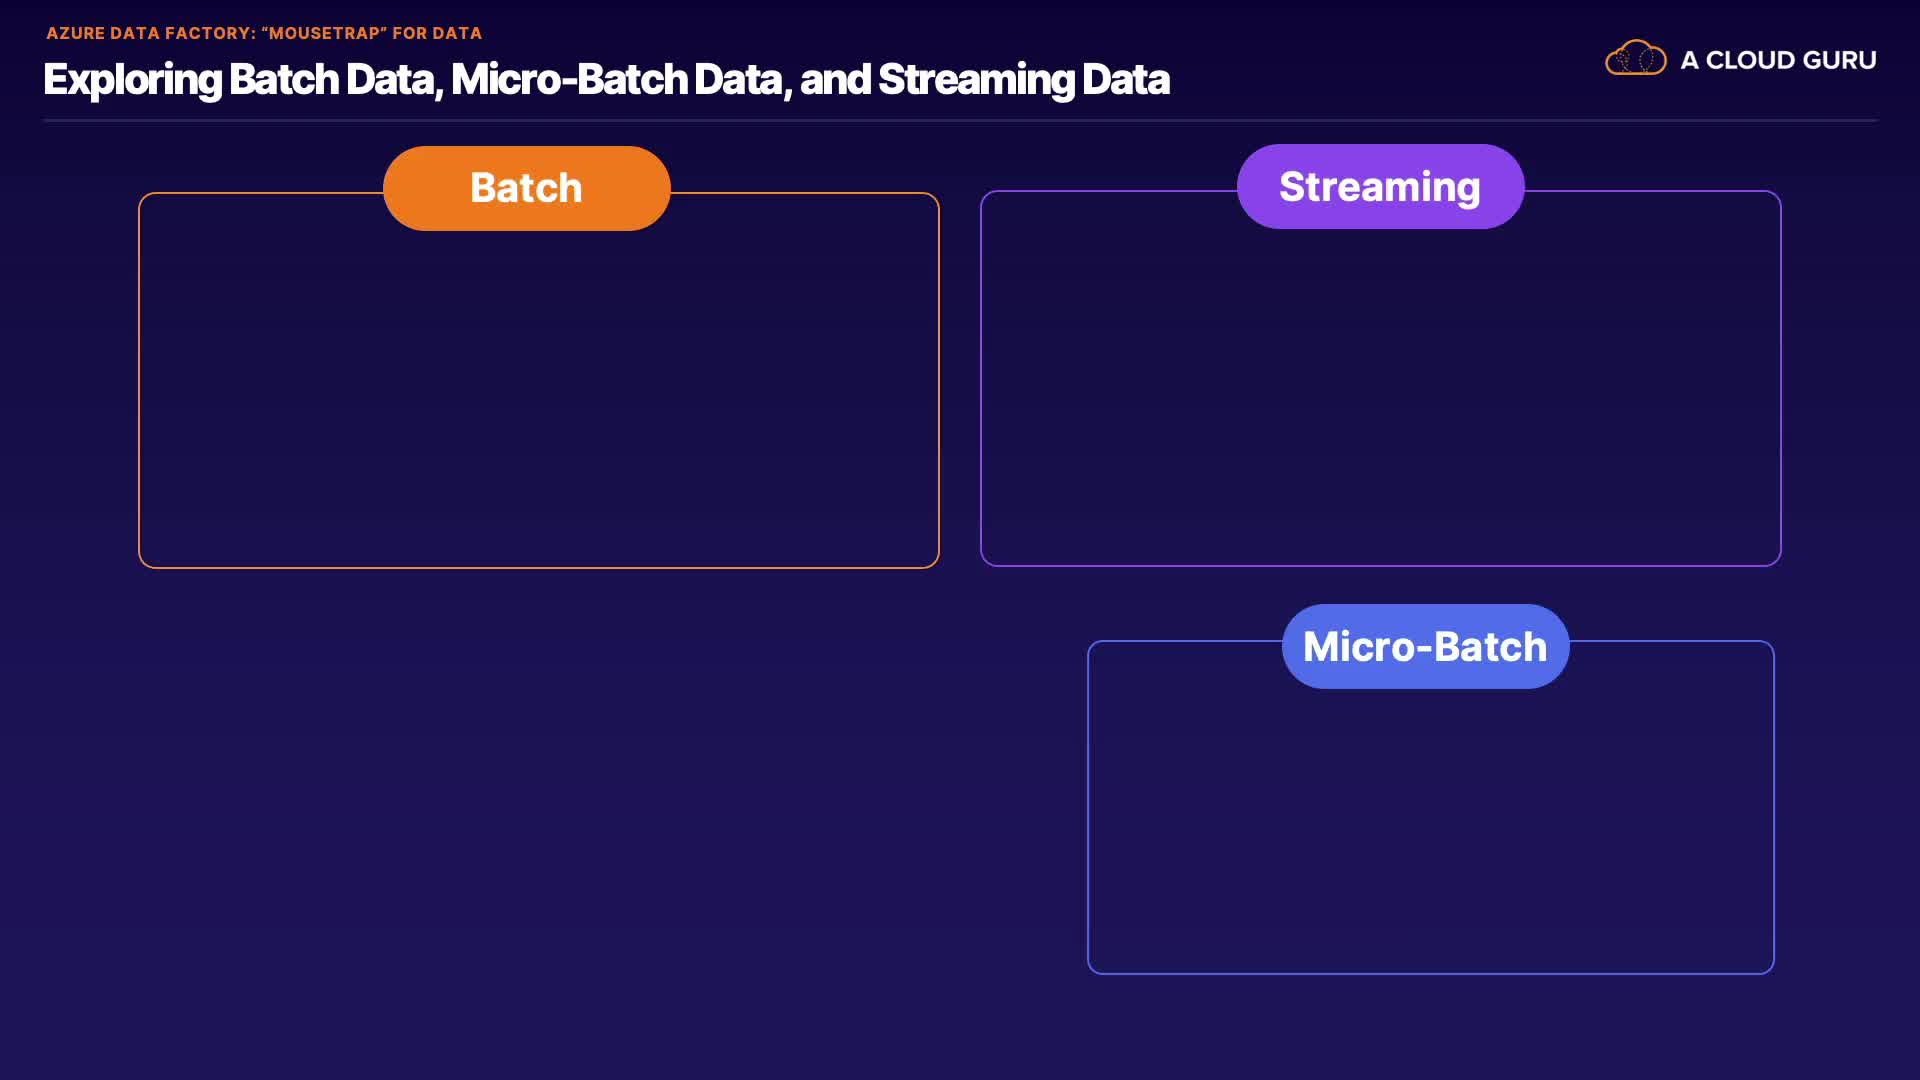 AZURE DATA FACTORY: “MOUSETRAP” FOR DATA
Exploring Batch Data, Micro-Batch Data, and Streaming Data
A CLOUD GURU
Batch
Streaming
Micro-Batch